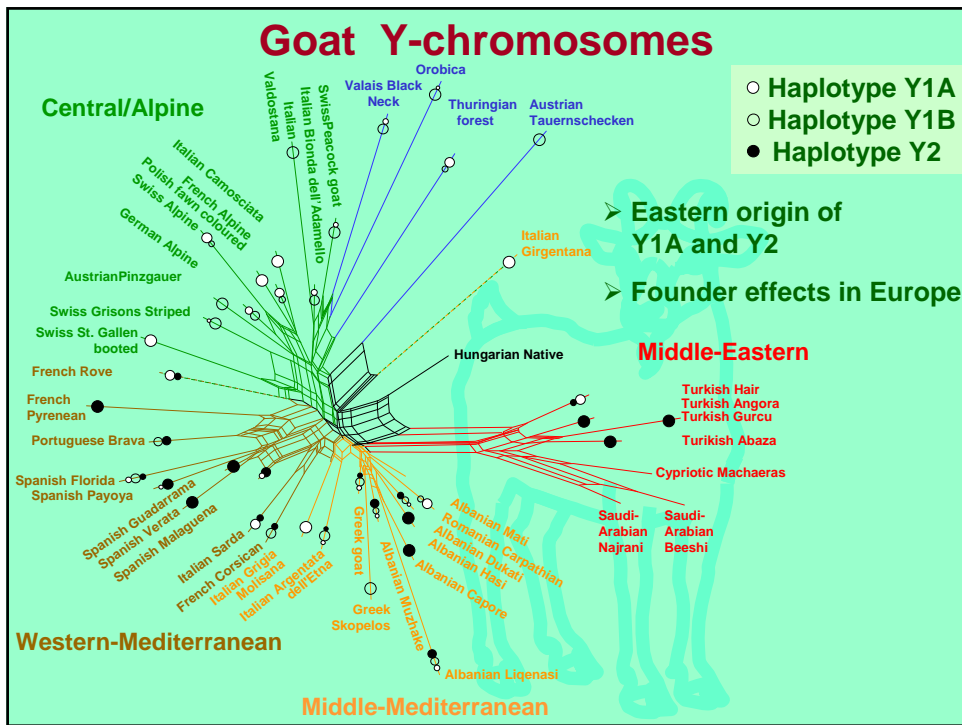 Goat Y-chromosomes
Haplotype Y1A
Haplotype Y1B
Haplotype Y2
Eastern origin of
Y1A and Y2
Founder effects in Europe
Central/Alpine
Valdostana
Italian
Italian Bionda dell'Adamello
SwissPeacock goat
Valais Black
Neck
Orobica
Thuringian
forest
Austrian
Tauernschecken
Italian Camosciata
French Alpine
Polish fawn coloured
Swiss Alpine
German Alpine
AustrianPinzgauer
Swiss Grisons Striped
Swiss St. Gallen
booted
Italian
Girgentana
Hungarian Native
Middle-Eastern
Turkish Hair
Turkish Angora
Turkish Gurcu
Turikish Abaza
Cypriotic Machaeras
Saudi-
Arabian
Najrani
Saudi-
Arabian
Beeshi
French Rove
French
Pyrenean
Portuguese Brava
Spanish Florida
Spanish Payoya
Spanish Guadarrama
Spanish Verata
Spanish Malaguena
Italian Sarda
French Corsican
Italian Grigia
Molisana
Italian Argentata
dell'Etna
Greek goat
Greek
Skopelos
Albanian Muzhake
Albanian Mati
Romanian Carpathian
Albanian Dukati
Albanian Hasi
Albanian Capore
Albanian Liqenasi
Western-Mediterranean
Middle-Mediterranean